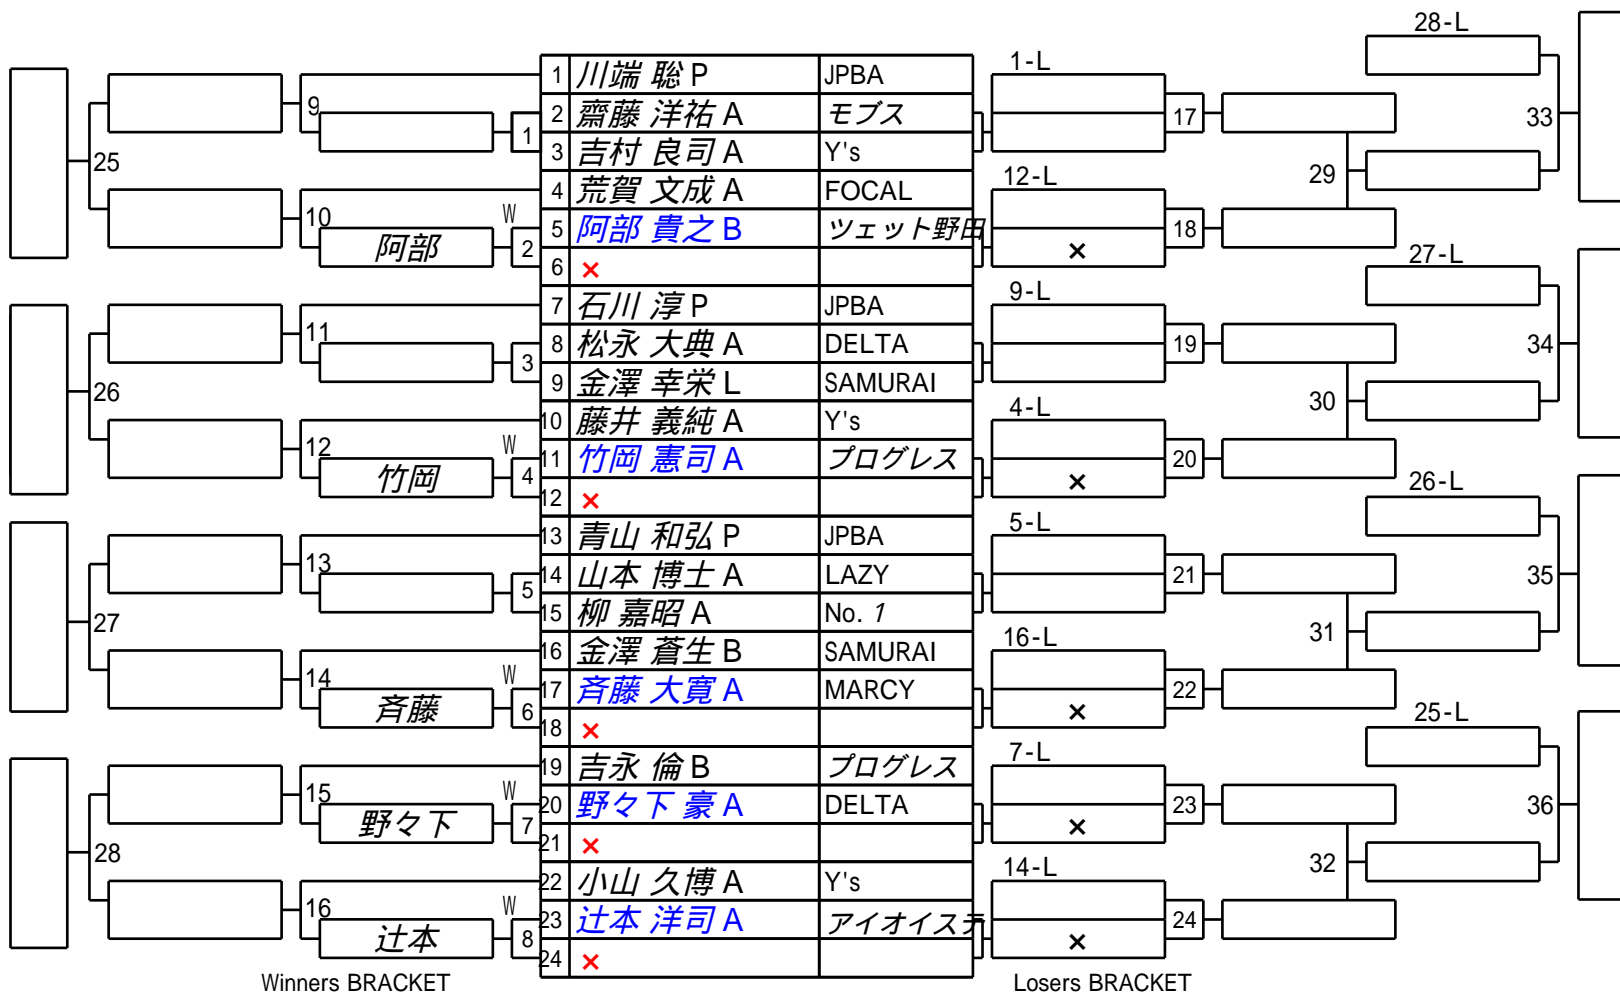 28-L
1 川端 聡 P JPBA 1-L
9 2 齋藤 洋祐 A モブス 17 33
1
25 3 吉村 良司 A Y's
4 荒賀 文成 A FOCAL 12-L 29
10 W 5 阿部 貴之 B ツェット野田 18
阿部 2 ×
6 × 27-L
7 石川 淳 P JPBA 9-L
11 8 松永 大典 A DELTA 19 34
3
26 9 金澤 幸栄 L SAMURAI
10 藤井 義純 A Y's 4-L 30
12 W 11 竹岡 憲司 A プログレス 20
竹岡 4 ×
12 × 26-L
13 青山 和弘 P JPBA 5-L
13 14 山本 博士 A LAZY 21 35
5
27 15 柳 嘉昭 A No. 1
16 金澤 蒼生 B SAMURAI 16-L 31
14 W 17 斉藤 大寛 A MARCY 22
斉藤 6 ×
18 × 25-L
19 吉永 倫 B プログレス 7-L
15 W 20 野々下 豪 A DELTA 23 36
野々下 7 ×
28 21 ×
22 小山 久博 A Y's 14-L 32
16 W 23 辻本 洋司 A アイオイステ 24
辻本 8 ×
24 ×
Winners BRACKET Losers BRACKET